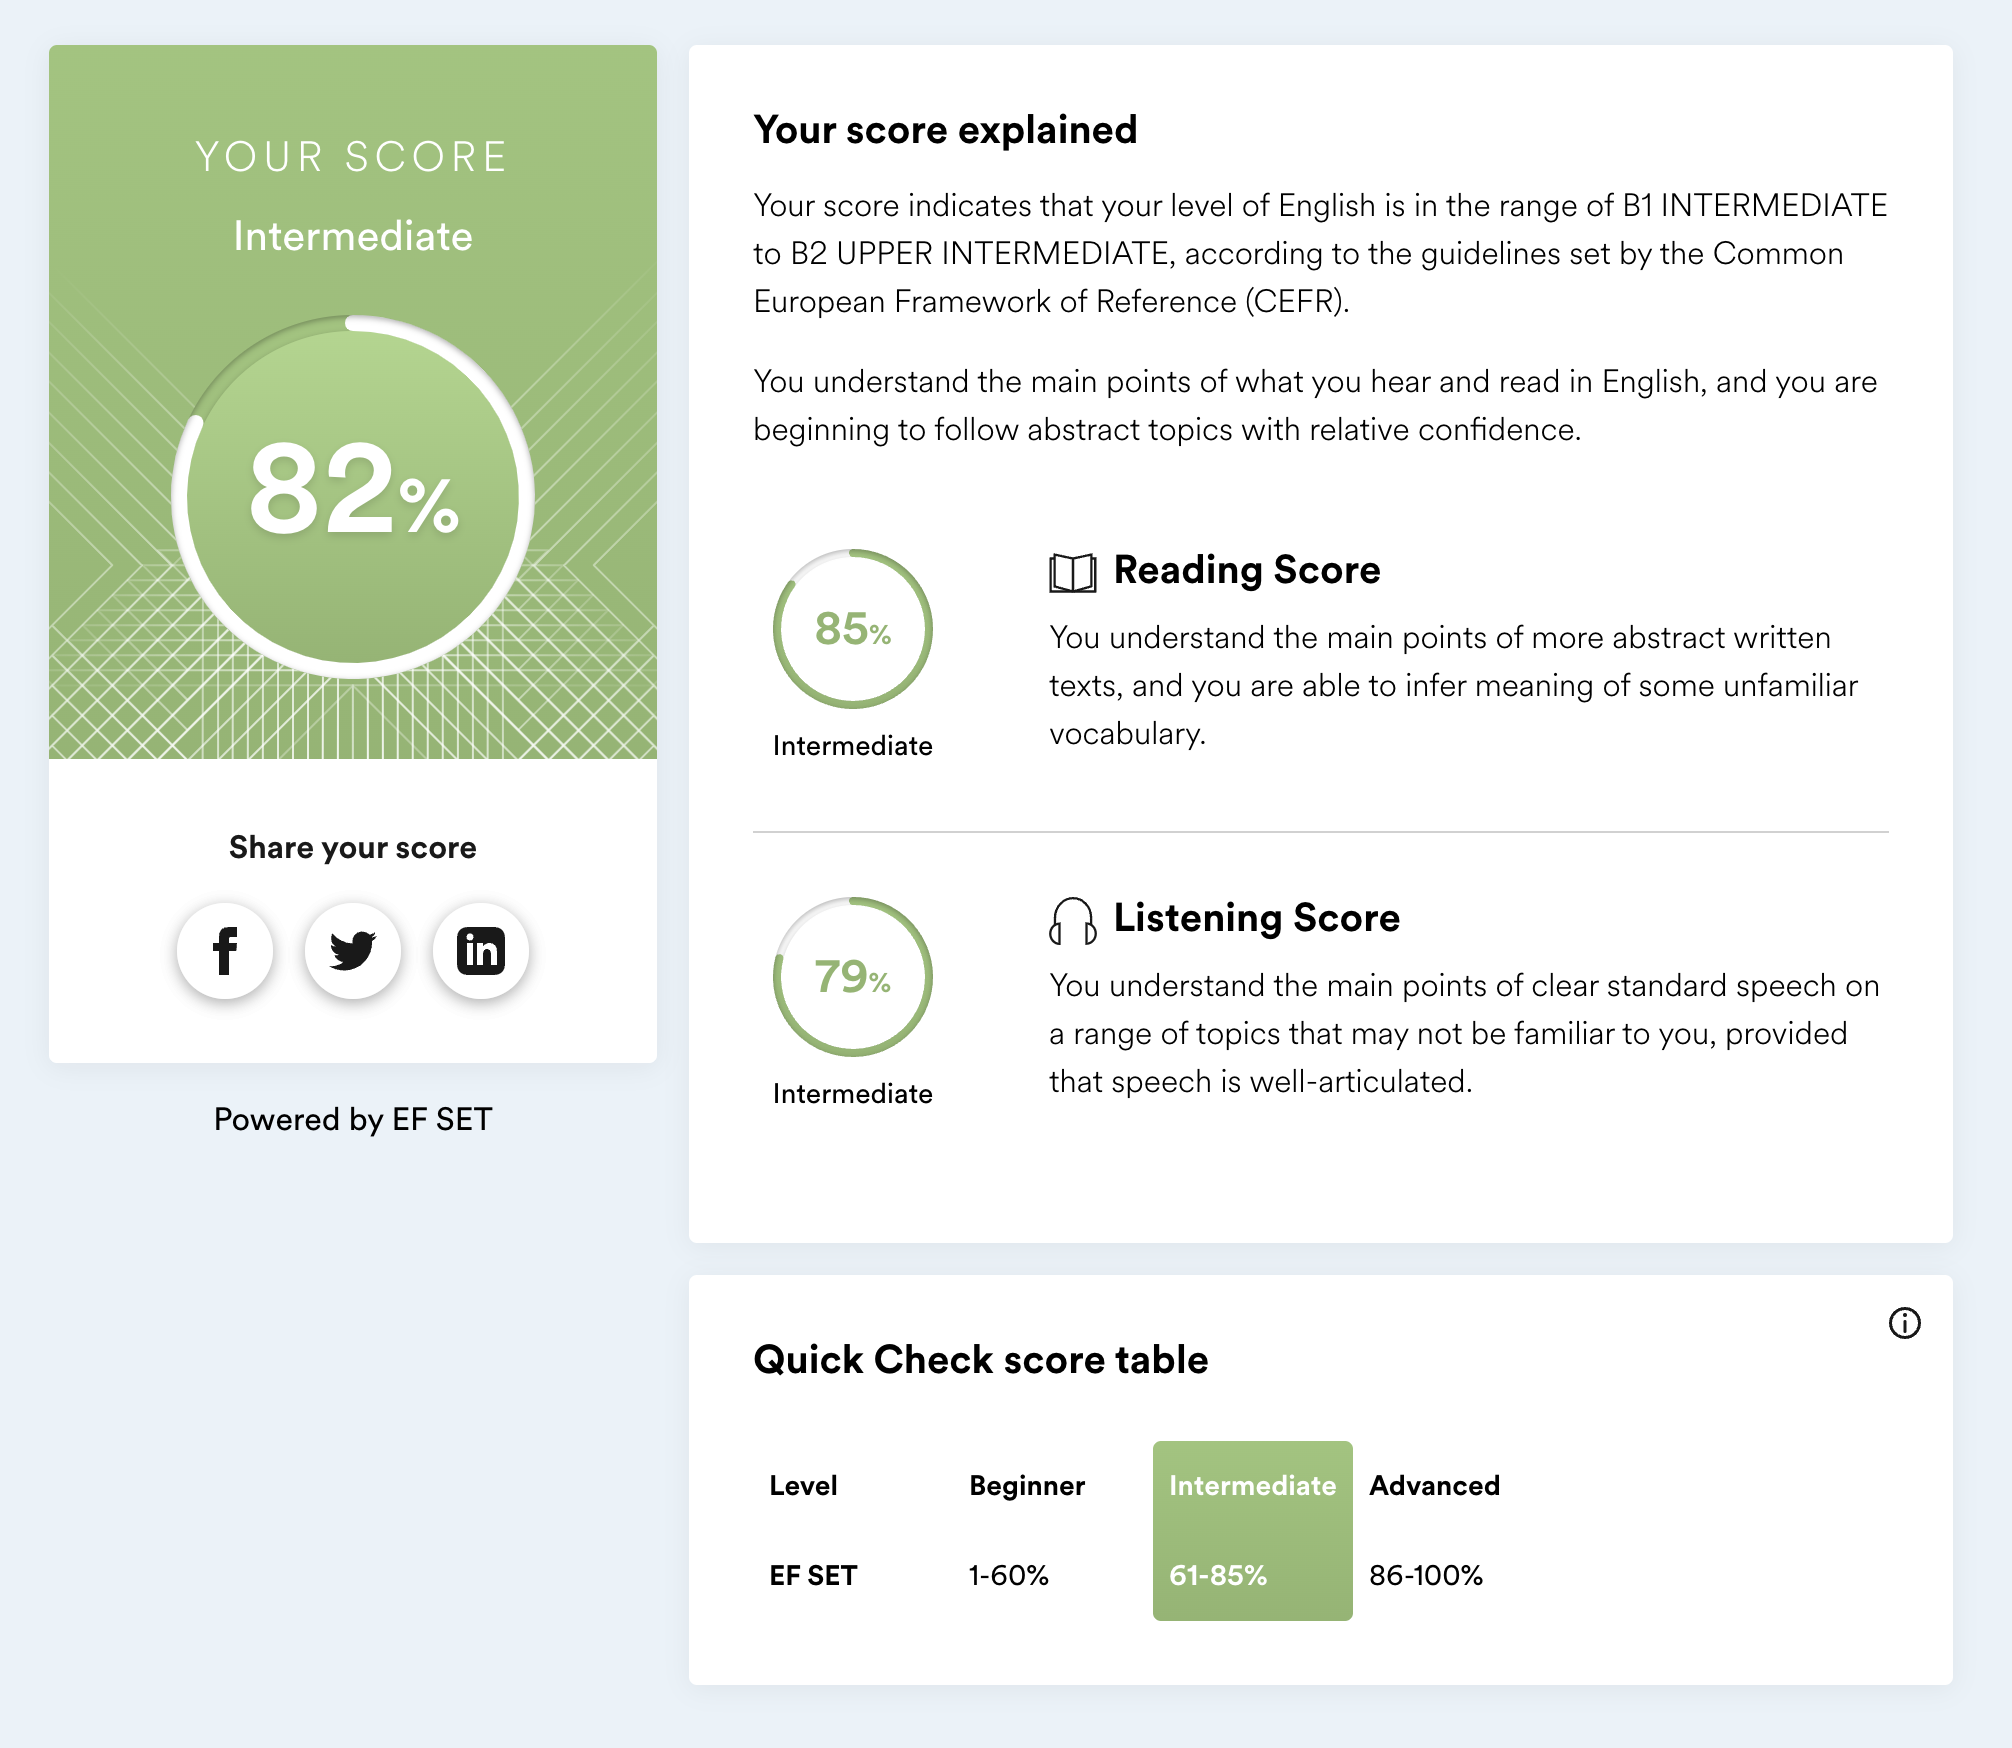 YOUR SCORE
Intermediate
82%
Share your score
f
in
Powered by EF SET
Your score explained
Your score indicates that your level of English is in the range of B1 INTERMEDIATE
to B2 UPPER INTERMEDIATE, according to the guidelines set by the Common
European Framework of Reference (CEFR).
You understand the main points of what you hear and read in English, and you are
beginning to follow abstract topics with relative confidence.
85%
Intermediate
Reading Score
You understand the main points of more abstract written
texts, and you are able to infer meaning of some unfamiliar
vocabulary.
79%
Intermediate
Listening Score
You understand the main points of clear standard speech on
a range of topics that may not be familiar to you, provided
that speech is well-articulated.
Quick Check score table
Level Beginner Intermediate Advanced
EF SET 1-60% 61-85% 86-100%